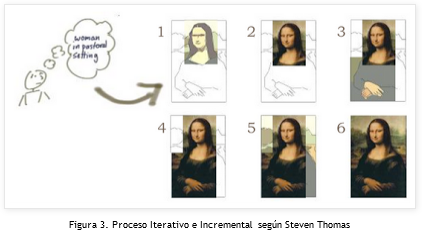 woman
in pastoral
setting
1
2
3
4
5
6
Figura 3. Proceso Iterativo e Incremental según Steven Thomas